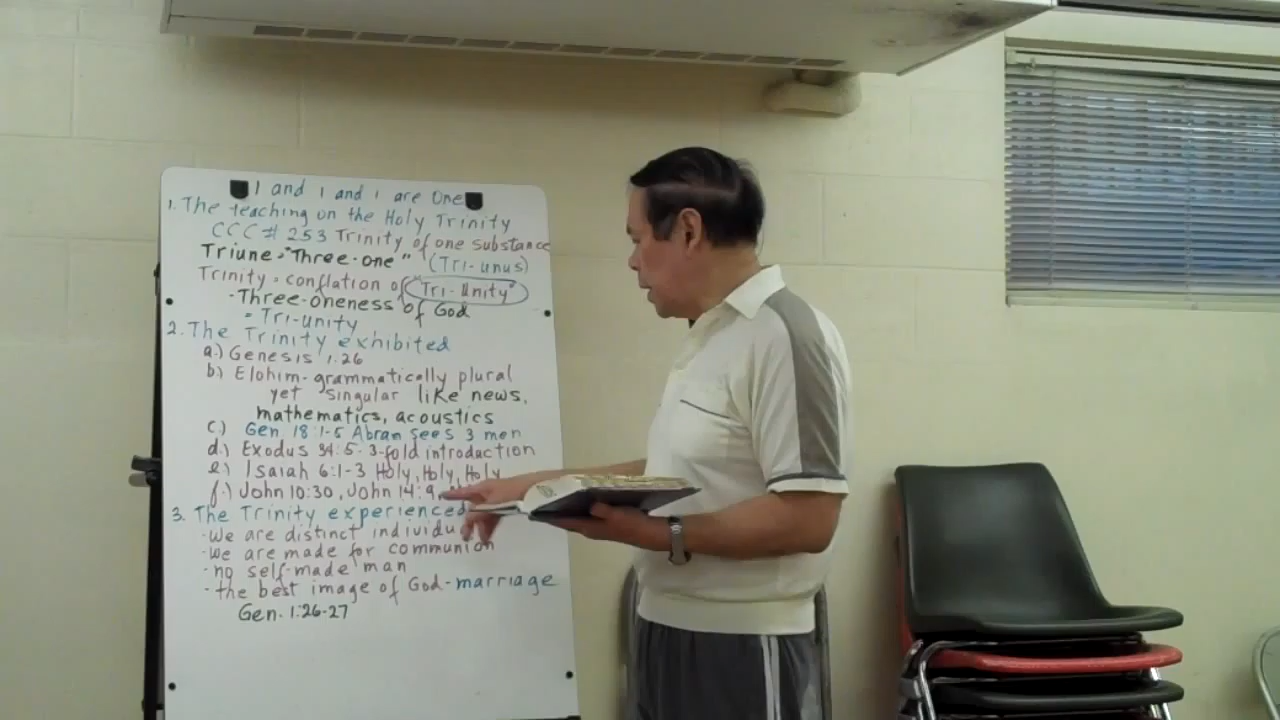 1 and 1 and 1 are One
1. The teaching on the Holy Trinity
CCC# 253 Trinity of one substance
Triune = "Three-one" (Tri-unus)
Trinity = conflation of "Tri-Unity"
- Three-oneness of God
= Tri-unity
2. The Trinity exhibited
a.) Genesis 1:26
b.) Elohim- grammatically plural
yet singular like news,
mathematics, acoustics
c.) Gen. 18:1-5 Abram sees 3 men
d.) Exodus 34:5- 3-fold introduction
e.) Isaiah 6:1-3 Holy, Holy, Holy
f.) John 10:30, John 14:9,
3. The Trinity experienced
- We are distinct
- We are made for communion
- no self-made man
- the best image of God-marriage
Gen. 1:26-27